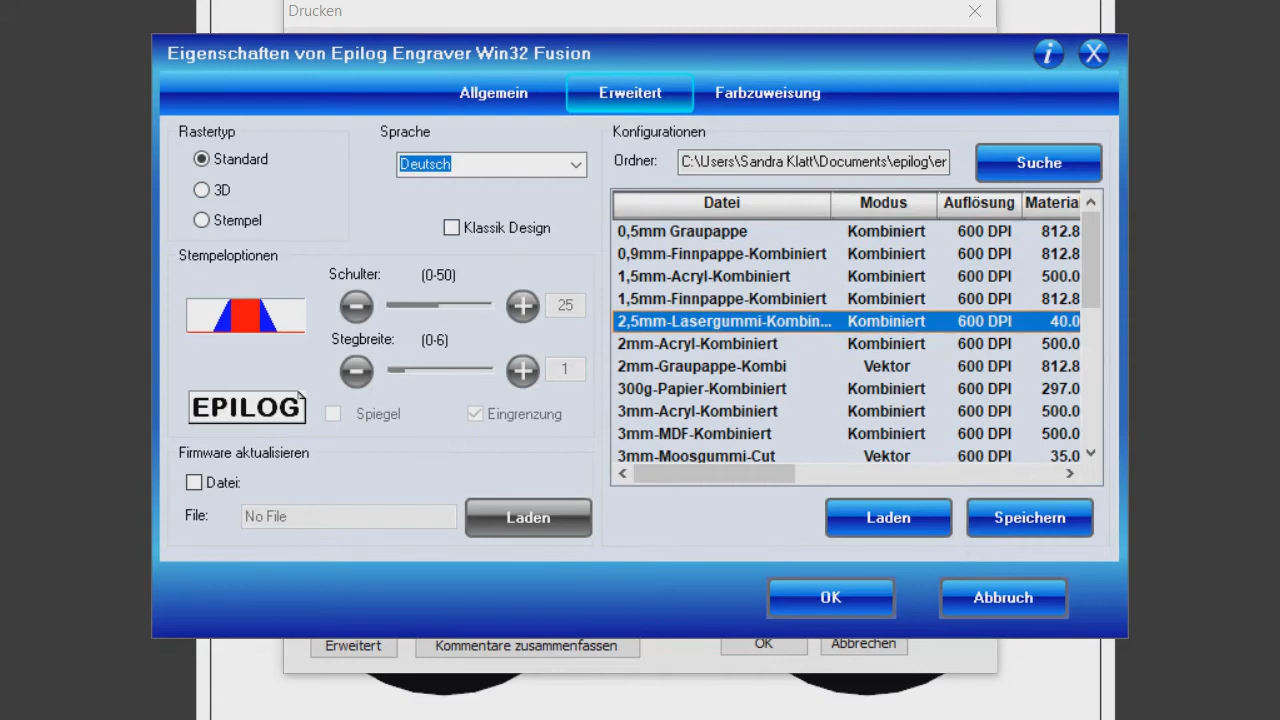 Drucken
Eigenschaften von Epilog Engraver Win32 Fusion
Allgemein
Erweitert
Farbzuweisung
Rastertyp
Standard
3D
Stempel
Sprache
Deutsch
Klassik Design
Stempeloptionen
Schulter: (0-50)
25
Stegbreite: (0-6)
1
EPILOG
Spiegel
Eingrenzung
Firmware aktualisieren
Datei:
File: No File
Laden
Konfigurationen
Ordner: C:\Users\Sandra Klatt\Documents\epilog\er
Suche
Datei Modus Auflösung Materia
0,5mm Graupappe Kombiniert 600 DPI 812.8
0,9mm-Finnpappe-Kombiniert Kombiniert 600 DPI 812.8
1,5mm-Acryl-Kombiniert Kombiniert 600 DPI 500.0
1,5mm-Finnpappe-Kombiniert Kombiniert 600 DPI 812.8
2,5mm-Lasergummi-Kombin... Kombiniert 600 DPI 40.0
2mm-Acryl-Kombiniert Kombiniert 600 DPI 500.0
2mm-Graupappe-Kombi Vektor 600 DPI 812.8
300g-Papier-Kombiniert Kombiniert 600 DPI 297.0
3mm-Acryl-Kombiniert Kombiniert 600 DPI 500.0
3mm-MDF-Kombiniert Kombiniert 600 DPI 500.0
3mm-Moosgummi-Cut Vektor 600 DPI 35.0
Laden
Speichern
OK
Abbruch
Erweitert
Kommentare zusammenfassen
OK
Abbrechen